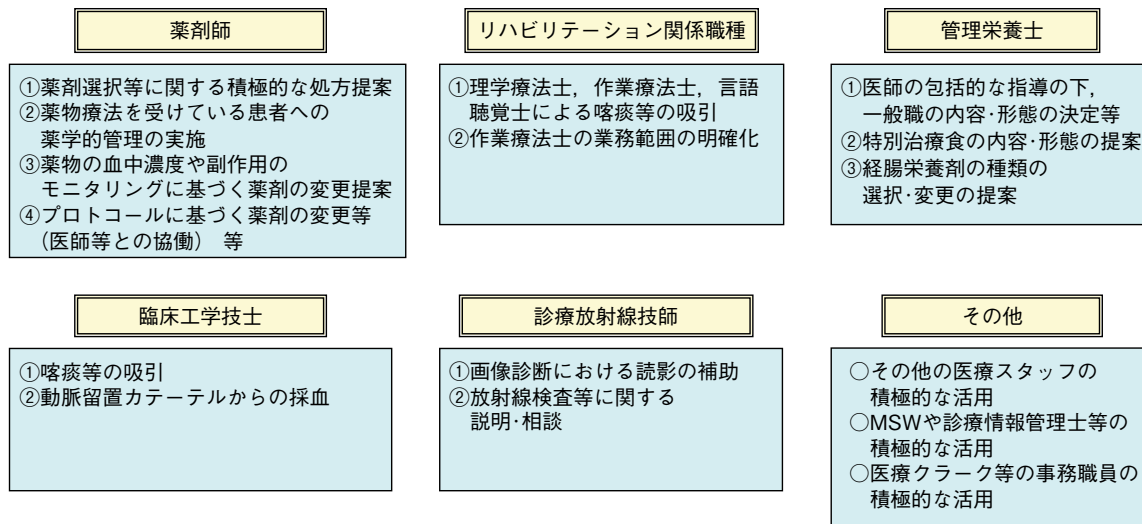 薬剤師
①薬剤選択等に関する積極的な処方提案
②薬物療法を受けている患者への
薬学的管理の実施
③薬物の血中濃度や副作用の
モニタリングに基づく薬剤の変更提案
④プロトコールに基づく薬剤の変更等
（医師等との協働） 等
リハビリテーション関係職種
①理学療法士，作業療法士，言語
聴覚士による喀痰等の吸引
②作業療法士の業務範囲の明確化
管理栄養士
①医師の包括的な指導の下，
一般職の内容･形態の決定等
②特別治療食の内容･形態の提案
③経腸栄養剤の種類の
選択･変更の提案
臨床工学技士
①喀痰等の吸引
②動脈留置カテーテルからの採血
診療放射線技師
①画像診断における読影の補助
②放射線検査等に関する
説明･相談
その他
○その他の医療スタッフの
積極的な活用
○MSWや診療情報管理士等の
積極的な活用
○医療クラーク等の事務職員の
積極的な活用